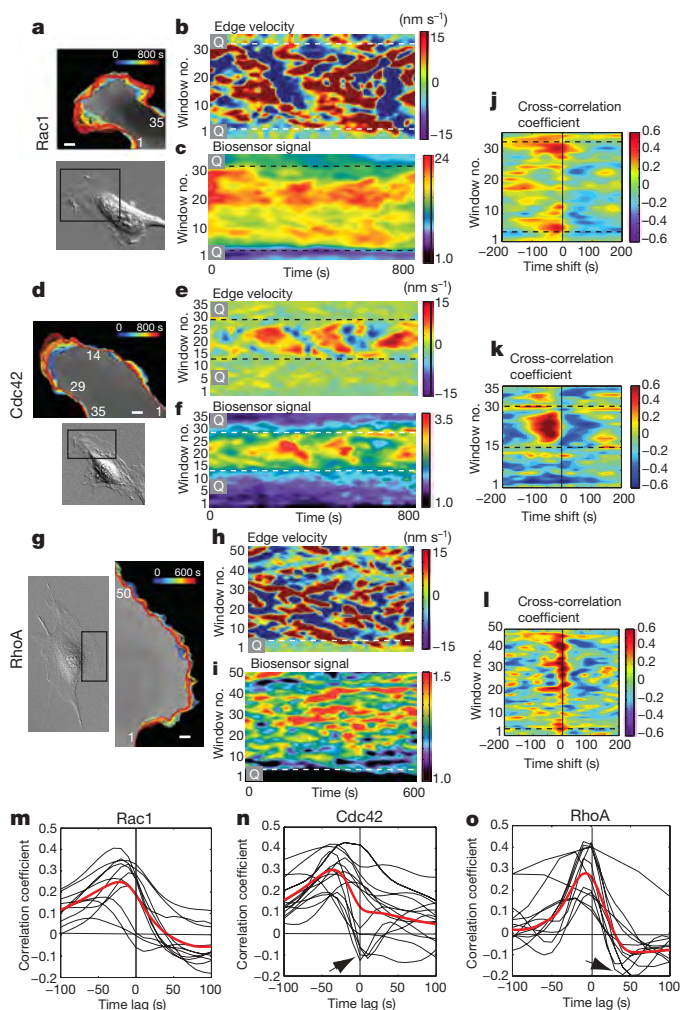 a
0 800 s
Rac1
35
1
b
Edge velocity
(nm s−1)
Q
Window no.
30
20
10
1
Q
15
−15
c
Biosensor signal
Q
Window no.
30
20
10
1
Q
24
1.0
0 Time (s) 800
j
Cross-correlation
coefficient
Window no.
30
20
10
1
−200 −100 0 100 200
Time shift (s)
0.6
0.4
0.2
0
−0.2
−0.4
−0.6
d
0 800 s
Cdc42
14
29
35
1
e
Edge velocity
Window no.
35
30
25
20
15
10
5
1
Q
Q
15
−15
f
Biosensor signal
Window no.
35
30
25
20
15
10
5
1
Q
Q
3.5
1.0
0 Time (s) 800
k
Cross-correlation
coefficient
Window no.
35
30
15
1
−200 −100 0 100 200
Time shift (s)
0.6
0.4
0.2
0
−0.2
−0.4
−0.6
g
0 600 s
RhoA
50
1
h
Edge velocity
(nm s−1)
Window no.
50
40
30
20
10
1
Q
15
−15
i
Biosensor signal
Window no.
50
40
30
20
10
1
Q
1.5
1.0
0 Time (s) 600
l
Cross-correlation
coefficient
Window no.
50
40
30
20
10
1
−200 −100 0 100 200
Time shift (s)
0.6
0.4
0.2
0
−0.2
−0.4
−0.6
m
Rac1
Correlation coefficient
0.5
0.4
0.3
0.2
0.1
0
−0.1
−0.2
−100 −50 0 50 100
Time lag (s)
n
Cdc42
Correlation coefficient
0.5
0.4
0.3
0.2
0.1
0
−0.1
−0.2
−100 −50 0 50 100
Time lag (s)
o
RhoA
Correlation coefficient
0.5
0.4
0.3
0.2
0.1
0
−0.1
−0.2
−100 −50 0 50 100
Time lag (s)